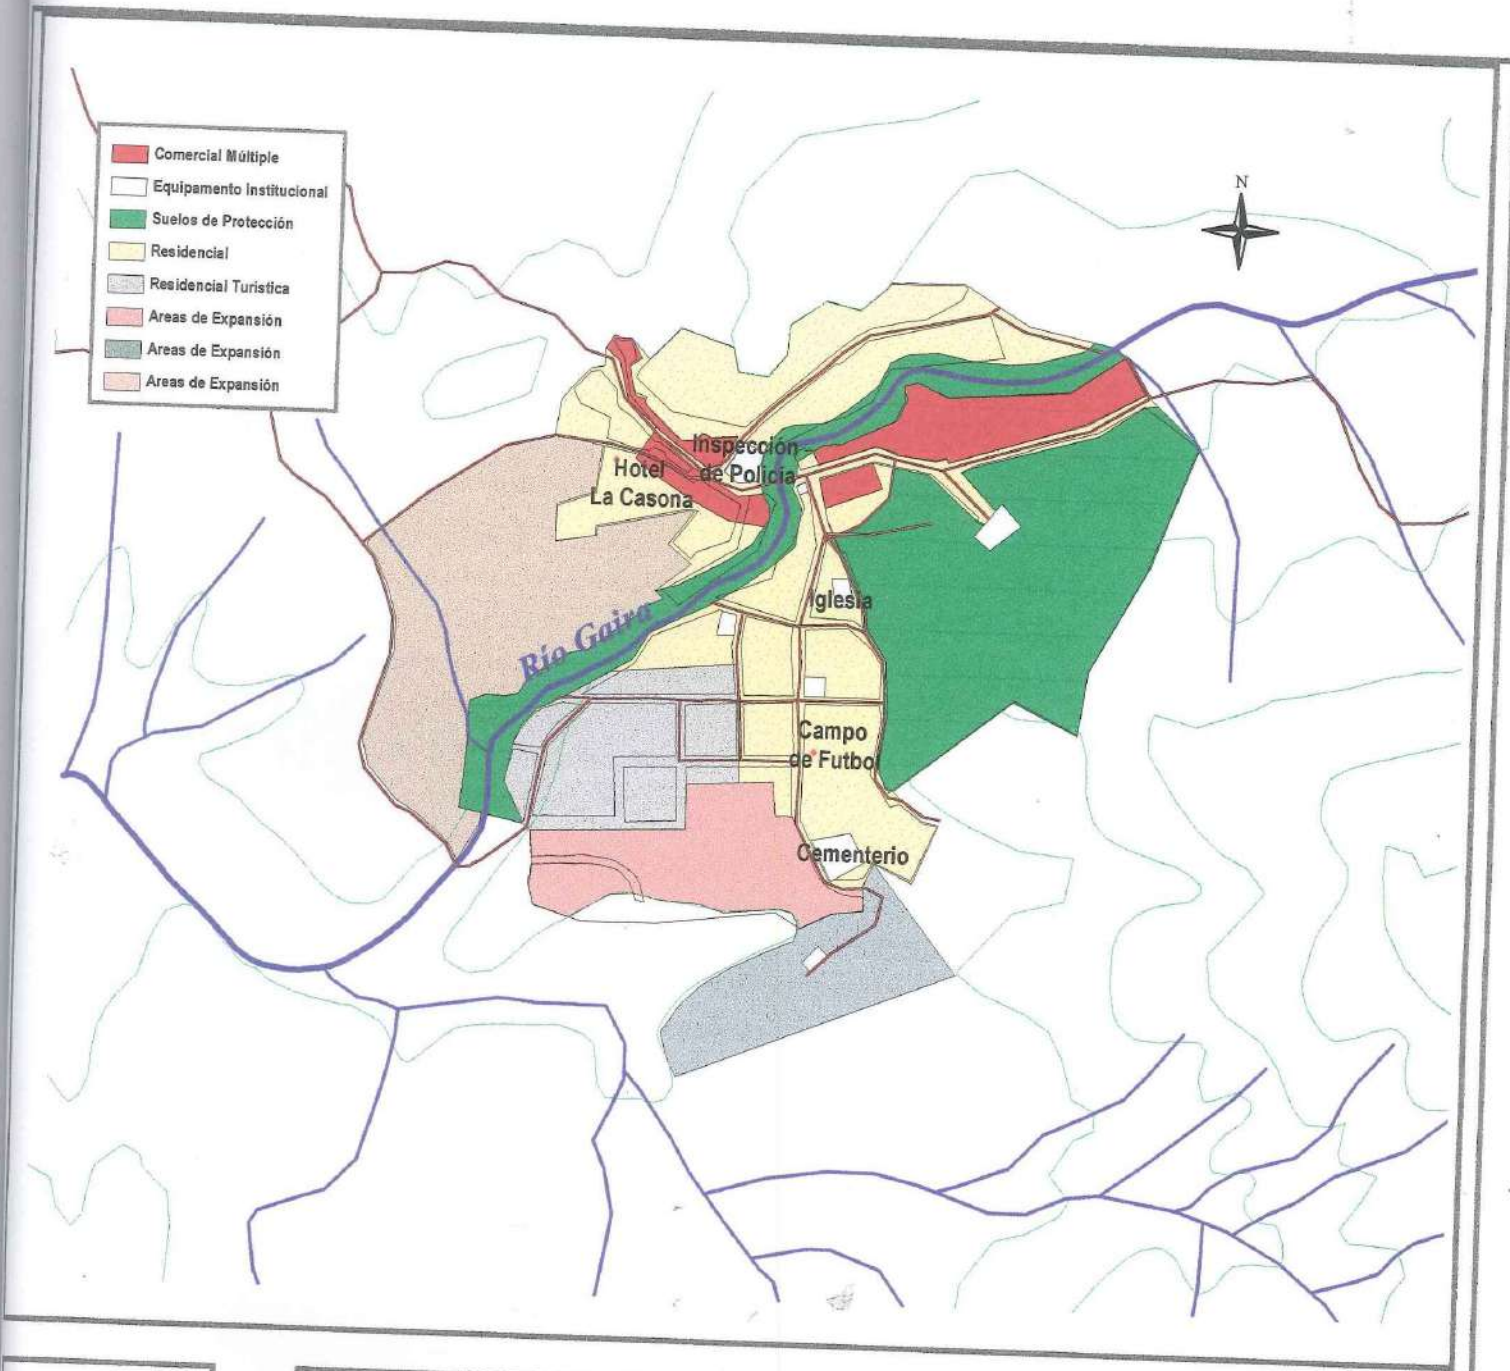 Comercial Múltiple
Equipamento Institucional
Suelos de Protección
Residencial
Residencial Turistica
Areas de Expansión
Areas de Expansión
Areas de Expansión
N
Inspección
de Policía
Hotel
La Casona
Iglesia
Río Gaira
Campo
de Futbol
Cementerio